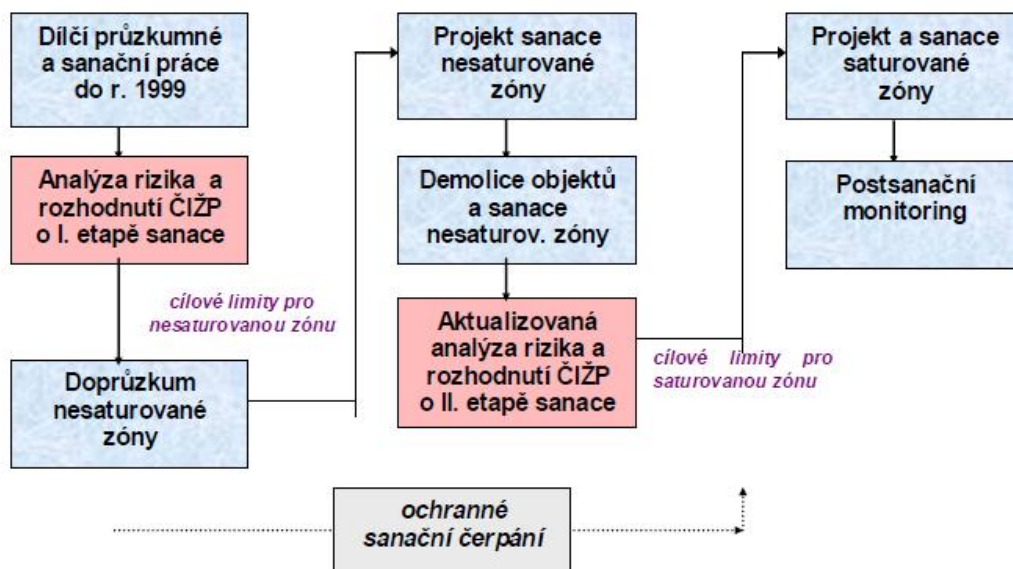 Dílčí průzkumné
a sanační práce
do r. 1999
Analýza rizika a
rozhodnutí ČIŽP
o I. etapě sanace
cílové limity pro
nesaturovanou zónu
Doprůzkum
nesaturované
zóny
Projekt sanace
nesaturované
zóny
Demolice objektů
a sanace
nesaturov. zóny
Aktualizovaná
analýza rizika a
rozhodnutí ČIŽP
o II. etapě sanace
cílové limity pro
saturovanou zónu
Projekt a sanace
saturované
zóny
Postsanační
monitoring
ochranné
sanační čerpání